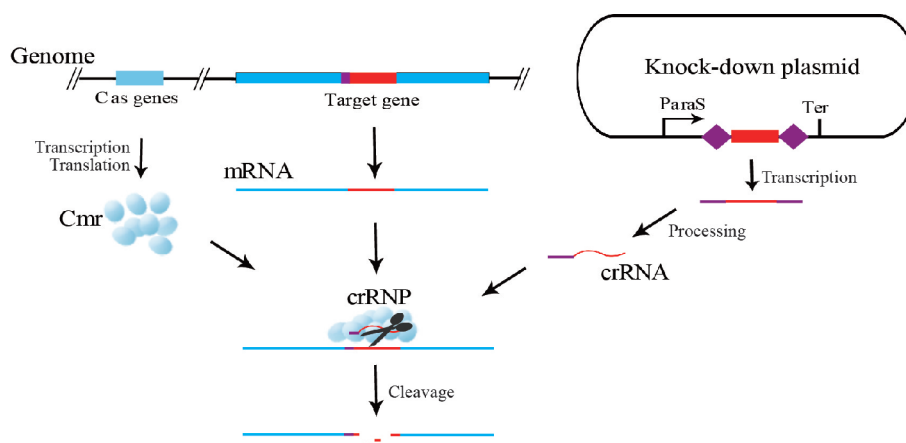 Genome
Cas genes
Target gene
Knock-down plasmid
ParaS
Ter
Transcription
Translation
mRNA
Transcription
Cmr
Processing
crRNA
crRNP
Cleavage